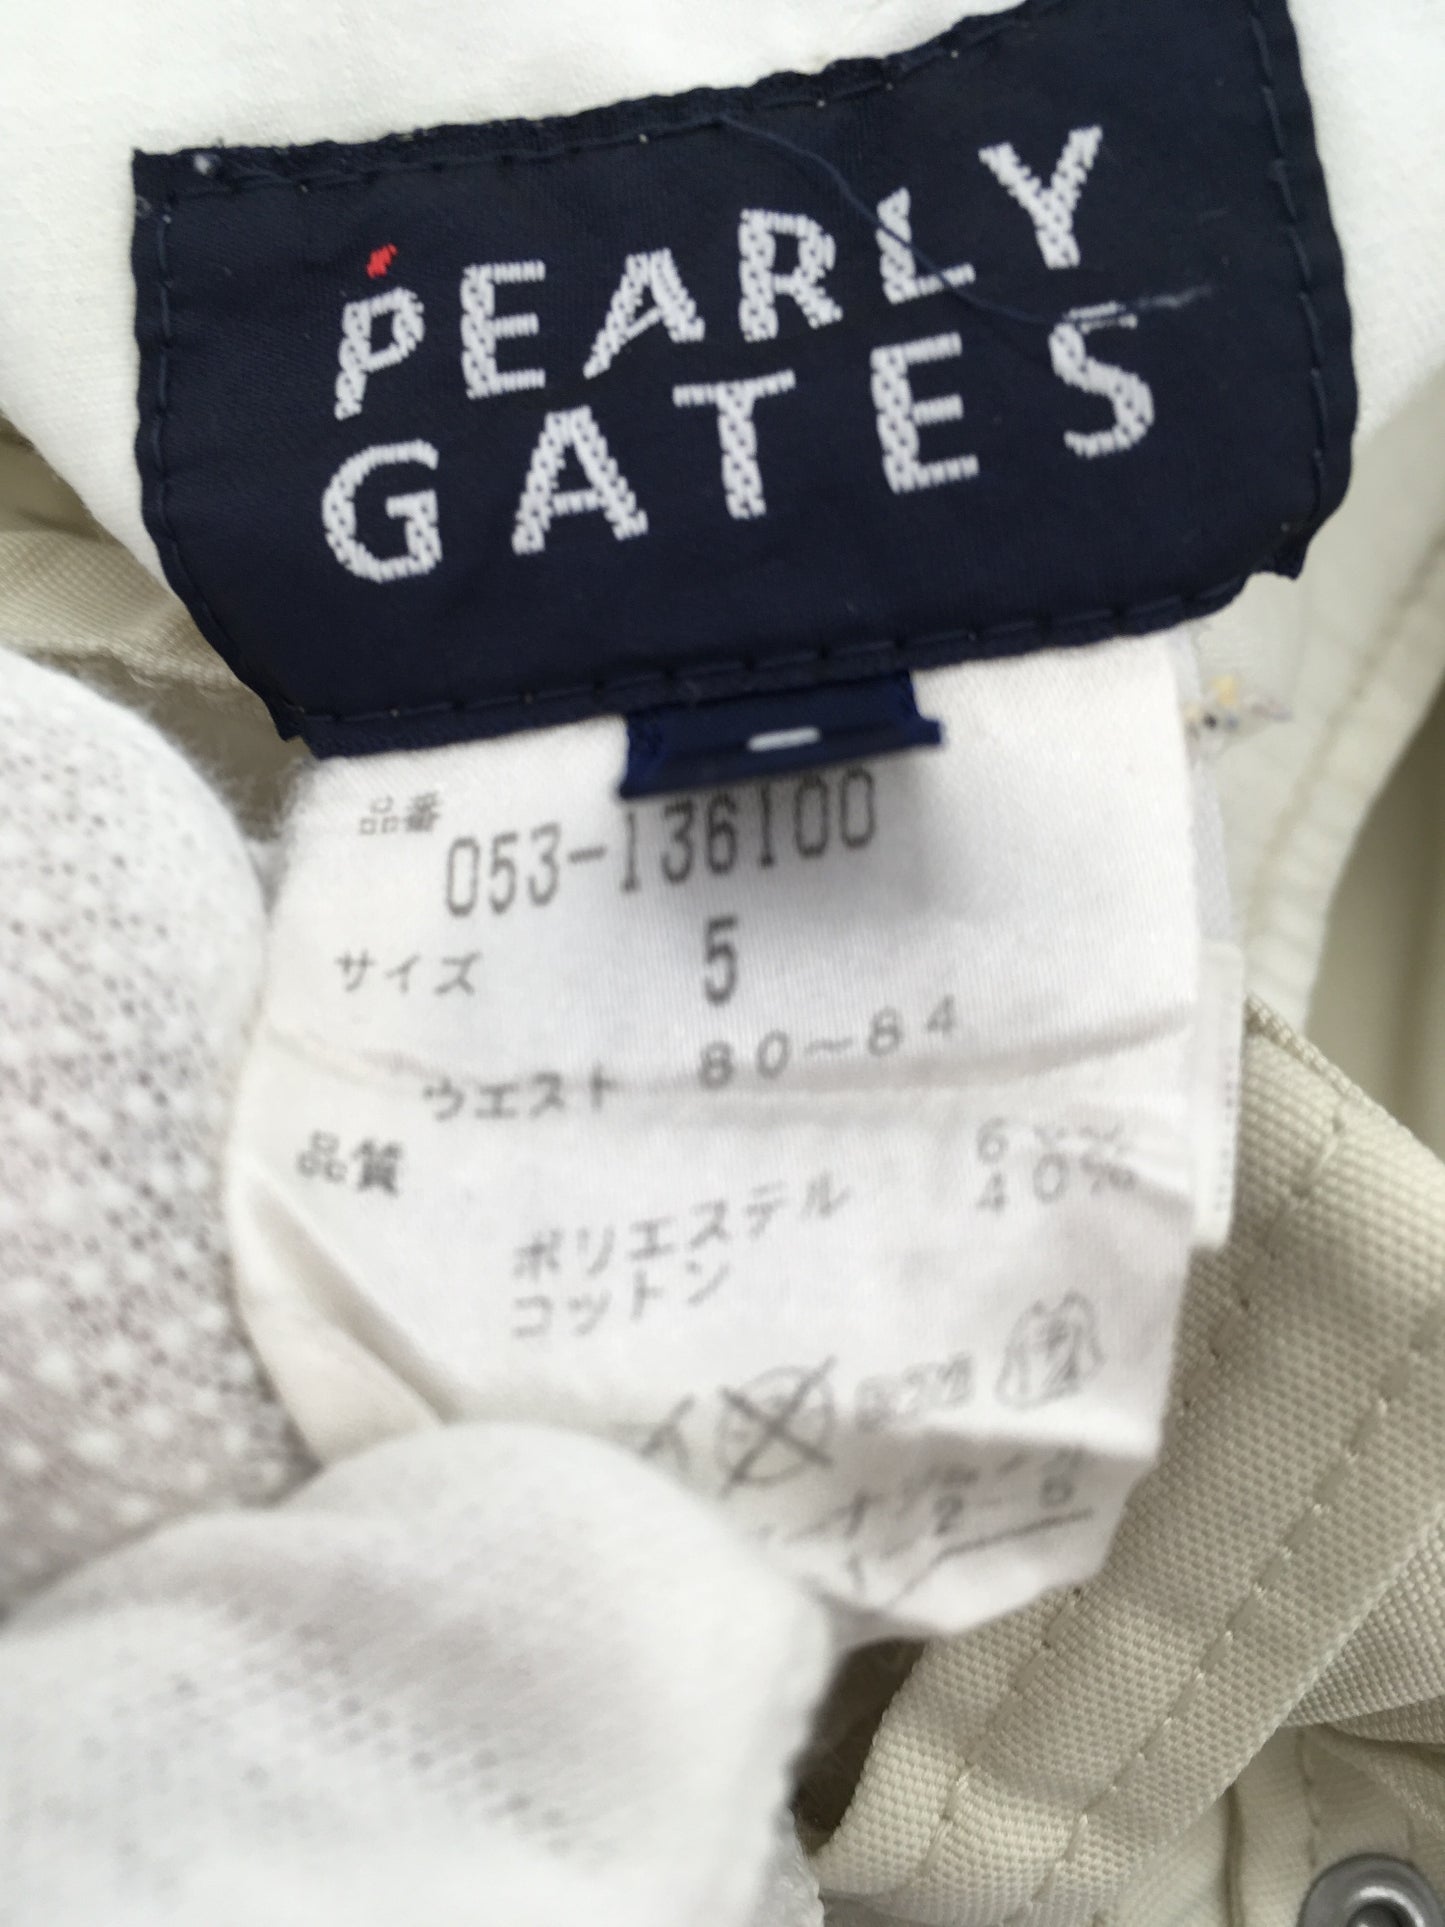 PEARLY
GATES
品番 053-136100
サイズ 5
ウエスト 80~84
品質
ポリエステル
コットン 40%